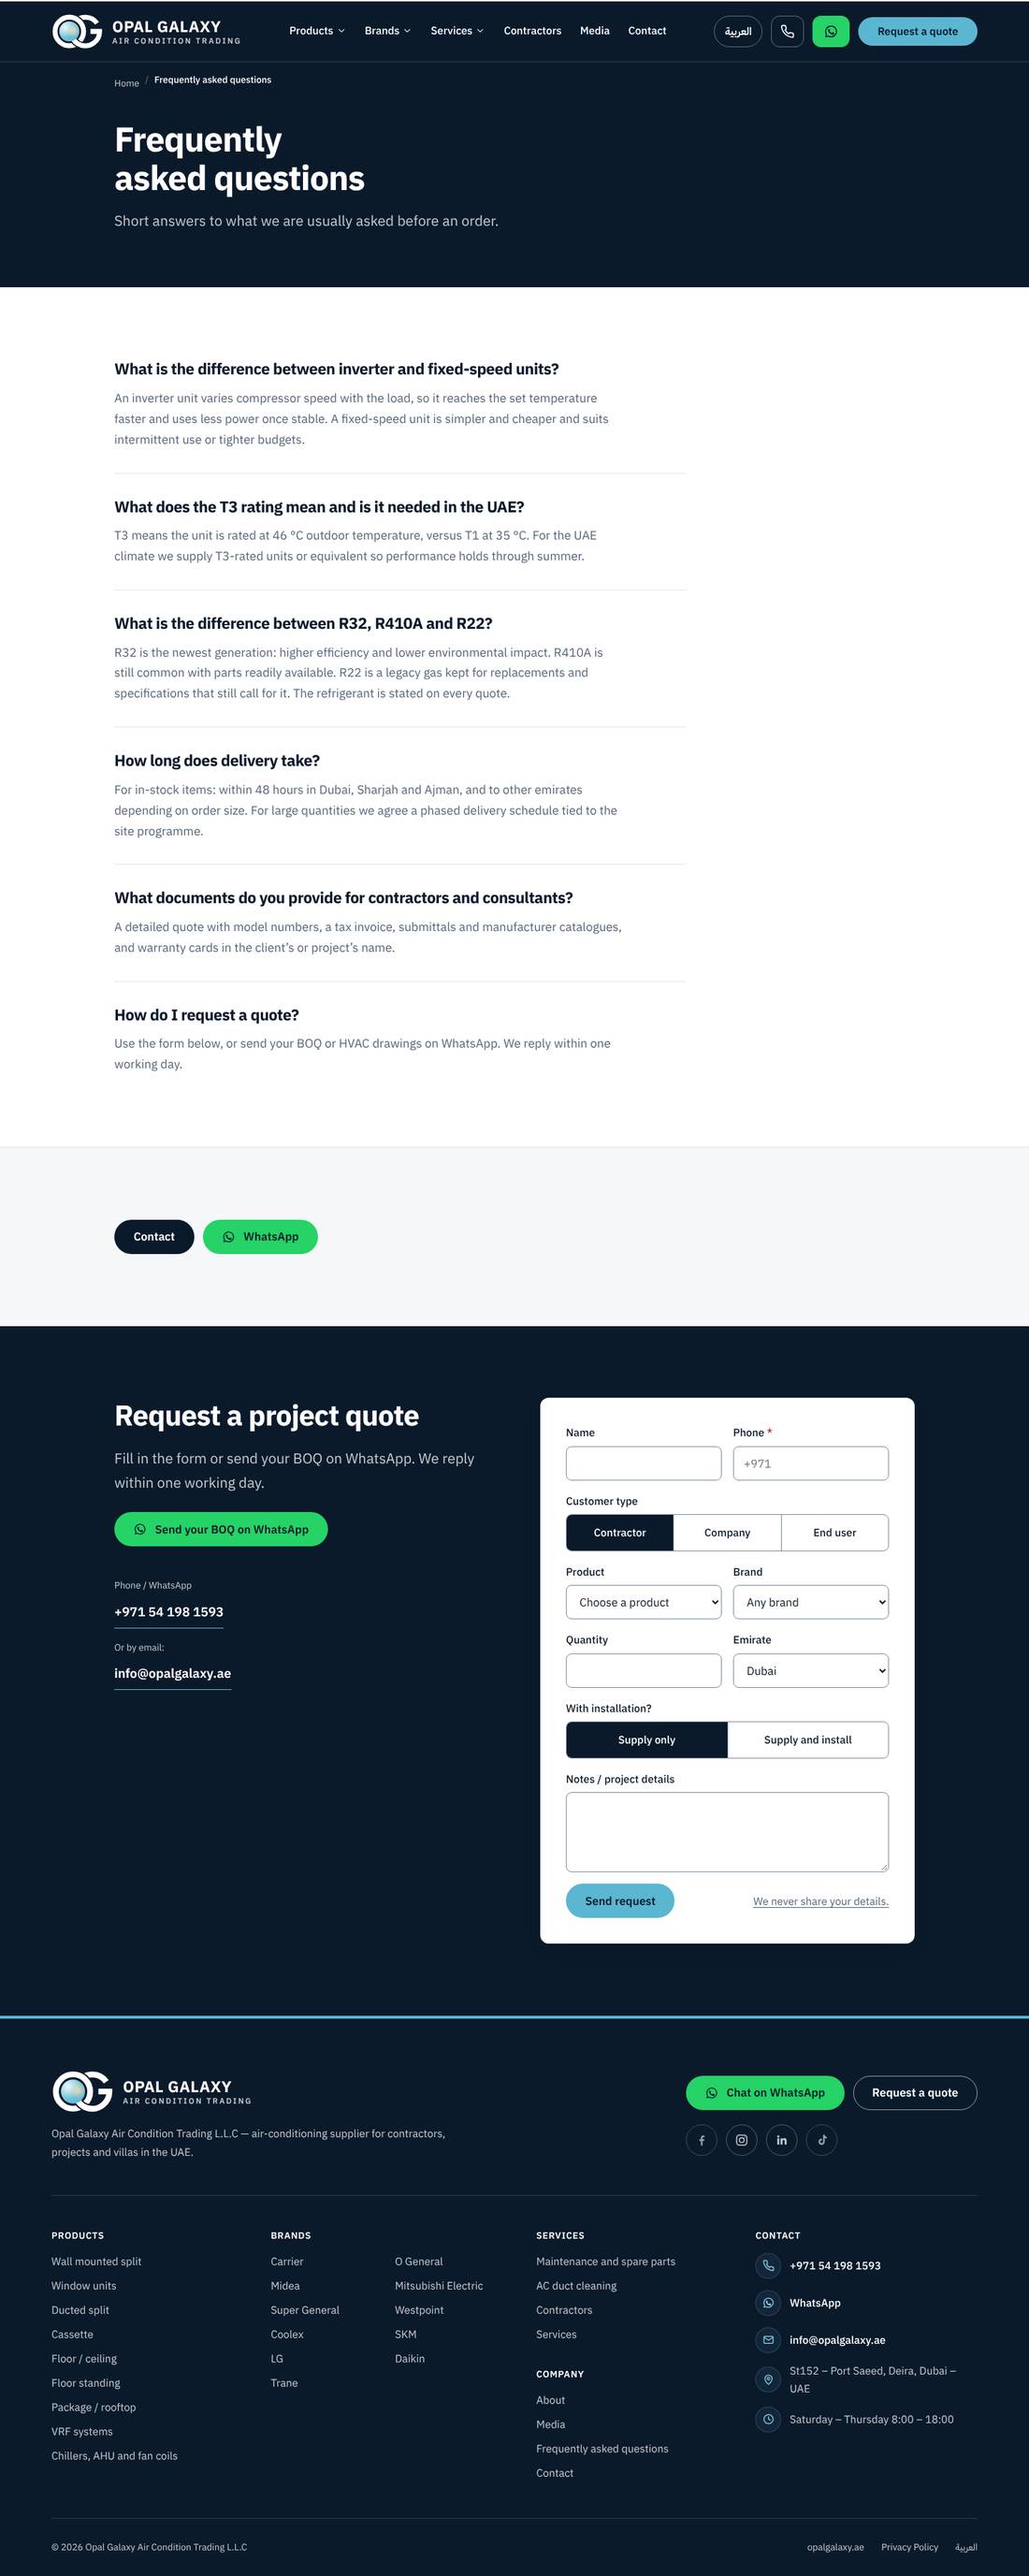 OPAL GALAXY
AIR CONDITION TRADING
Products
Brands
Services
Contractors
Media
Contact
العربية
Request a quote
Home / Frequently asked questions
Frequently
asked questions
Short answers to what we are usually asked before an order.
What is the difference between inverter and fixed-speed units?
An inverter unit varies compressor speed with the load, so it reaches the set temperature
faster and uses less power once stable. A fixed-speed unit is simpler and cheaper and suits
intermittent use or tighter budgets.
What does the T3 rating mean and is it needed in the UAE?
T3 means the unit is rated at 46 °C outdoor temperature, versus T1 at 35 °C. For the UAE
climate we supply T3-rated units or equivalent so performance holds through summer.
What is the difference between R32, R410A and R22?
R32 is the newest generation: higher efficiency and lower environmental impact. R410A is
still common with parts readily available. R22 is a legacy gas kept for replacements and
specifications that still call for it. The refrigerant is stated on every quote.
How long does delivery take?
For in-stock items: within 48 hours in Dubai, Sharjah and Ajman, and to other emirates
depending on order size. For large quantities we agree a phased delivery schedule tied to the
site programme.
What documents do you provide for contractors and consultants?
A detailed quote with model numbers, a tax invoice, submittals and manufacturer catalogues,
and warranty cards in the client’s or project’s name.
How do I request a quote?
Use the form below, or send your BOQ or HVAC drawings on WhatsApp. We reply within one
working day.
Contact
WhatsApp
Request a project quote
Fill in the form or send your BOQ on WhatsApp. We reply
within one working day.
Send your BOQ on WhatsApp
Phone / WhatsApp
+971 54 198 1593
Or by email:
info@opalgalaxy.ae
Name
Phone *
+971
Customer type
Contractor
Company
End user
Product
Brand
Choose a product
Any brand
Quantity
Emirate
Dubai
With installation?
Supply only
Supply and install
Notes / project details
Send request
We never share your details.
OPAL GALAXY
AIR CONDITION TRADING
Opal Galaxy Air Condition Trading L.L.C — air-conditioning supplier for contractors,
projects and villas in the UAE.
Chat on WhatsApp
Request a quote
PRODUCTS
Wall mounted split
Window units
Ducted split
Cassette
Floor / ceiling
Floor standing
Package / rooftop
VRF systems
Chillers, AHU and fan coils
BRANDS
Carrier
Midea
Super General
Coolex
LG
Trane
O General
Mitsubishi Electric
Westpoint
SKM
Daikin
SERVICES
Maintenance and spare parts
AC duct cleaning
Contractors
Services
COMPANY
About
Media
Frequently asked questions
Contact
CONTACT
+971 54 198 1593
WhatsApp
info@opalgalaxy.ae
St152 – Port Saeed, Deira, Dubai –
UAE
Saturday – Thursday 8:00 – 18:00
© 2026 Opal Galaxy Air Condition Trading L.L.C
opalgalaxy.ae
Privacy Policy
العربية